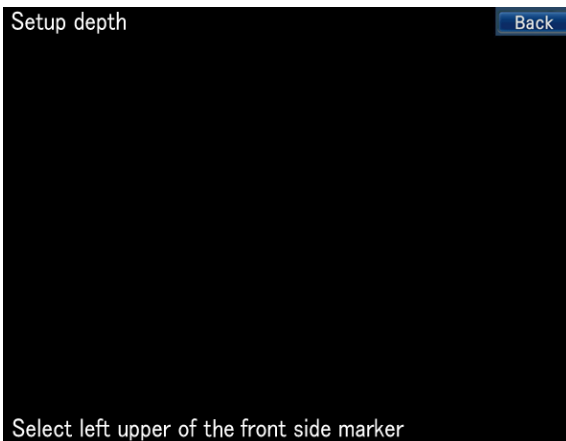 Setup depth
Back
Select left upper of the front side marker